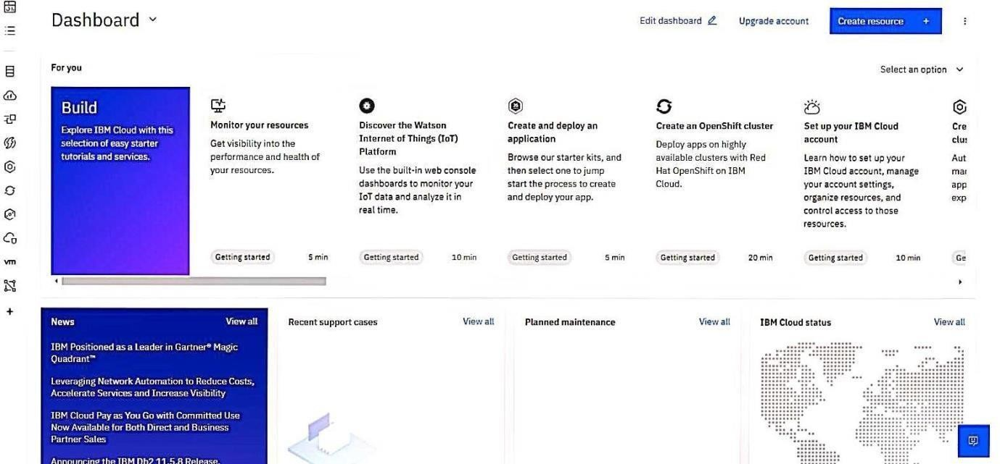 Dashboard
Edit dashboard
Upgrade account
Create resource +
For you
Select an option
Build
Explore IBM Cloud with this
selection of easy starter
tutorials and services.
Monitor your resources
Get visibility into the
performance and health of
your resources.
Getting started
5 min
Discover the Watson
Internet of Things (IoT)
Platform
Use the built-in web console
dashboards to monitor your
IoT data and analyze it in
real time.
Getting started
10 min
Create and deploy an
application
Browse our starter kits, and
then select one to jump
start the process to create
and deploy your app.
Getting started
5 min
Create an OpenShift cluster
Deploy apps on highly
available clusters with Red
Hat OpenShift on IBM
Cloud.
Getting started
20 min
Set up your IBM Cloud
account
Learn how to set up your
IBM Cloud account, manage
your account settings,
organize resources, and
control access to those
resources.
Getting started
10 min
Cre
clu
Aut
mar
app
exp
Ge
vm
+
News
View all
IBM Positioned as a Leader in Gartner® Magic
Quadrant™
Leveraging Network Automation to Reduce Costs,
Accelerate Services and Increase Visibility
IBM Cloud Pay as You Go with Committed Use
Now Available for Both Direct and Business
Partner Sales
Announcing the IBM Db2 11.5.8 Release.
Recent support cases
View all
Planned maintenance
View all
IBM Cloud status
View all